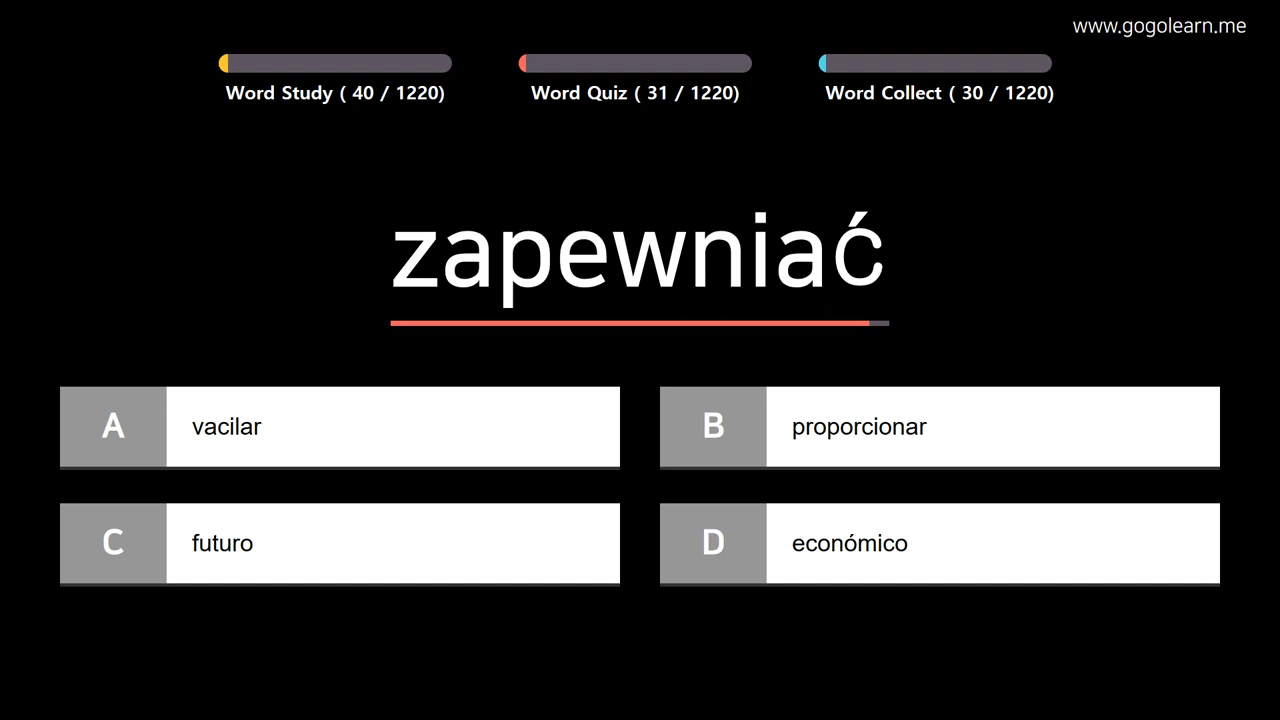 www.gogolearn.me
Word Study ( 40 / 1220)
Word Quiz ( 31 / 1220)
Word Collect ( 30 / 1220)
zapewniać
A vacilar
B proporcionar
C futuro
D económico